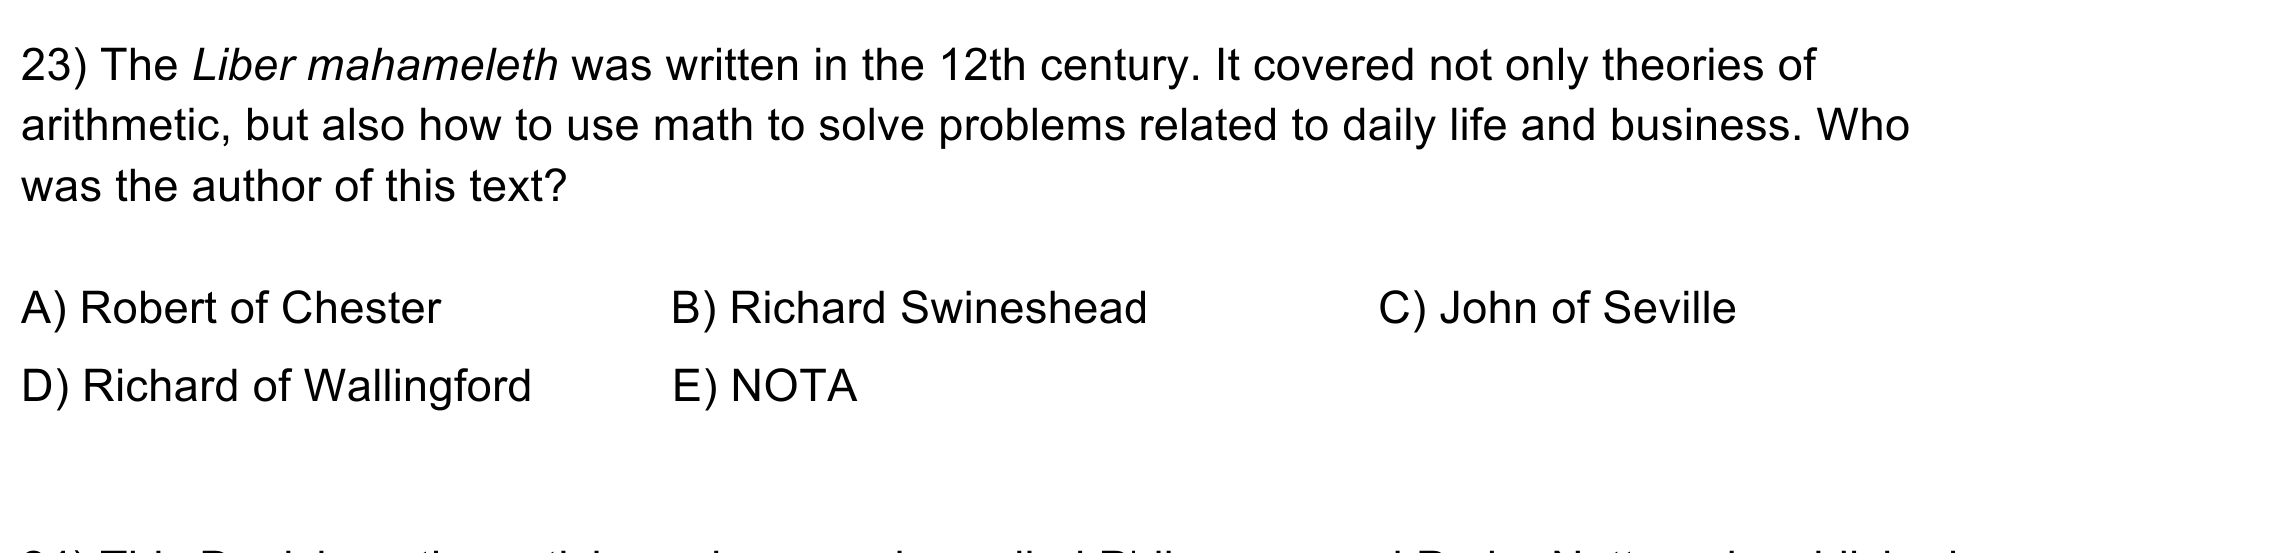 23) The Liber mahameleth was written in the 12th century. It covered not only theories of
arithmetic, but also how to use math to solve problems related to daily life and business. Who
was the author of this text?
A) Robert of Chester B) Richard Swineshead C) John of Seville
D) Richard of Wallingford E) NOTA